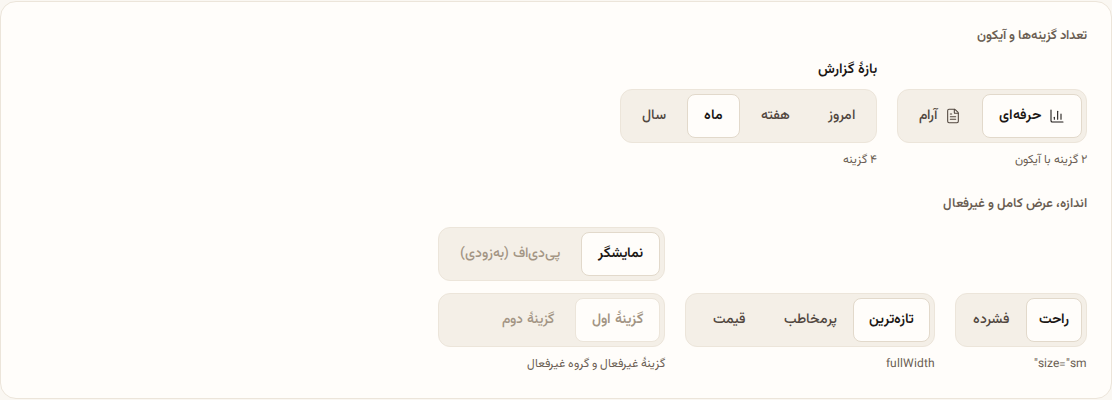 تعداد گزینه‌ها و آیکون
بازهٔ گزارش
حرفه‌ای آرام
امروز هفته ماه سال
۲ گزینه با آیکون
۴ گزینه
اندازه، عرض کامل و غیرفعال
نمایشگر پی‌دی‌اف (به‌زودی)
راحت فشرده
تازه‌ترین پرمخاطب قیمت
گزینهٔ اول گزینهٔ دوم
size="sm"
fullWidth
گزینهٔ غیرفعال و گروه غیرفعال